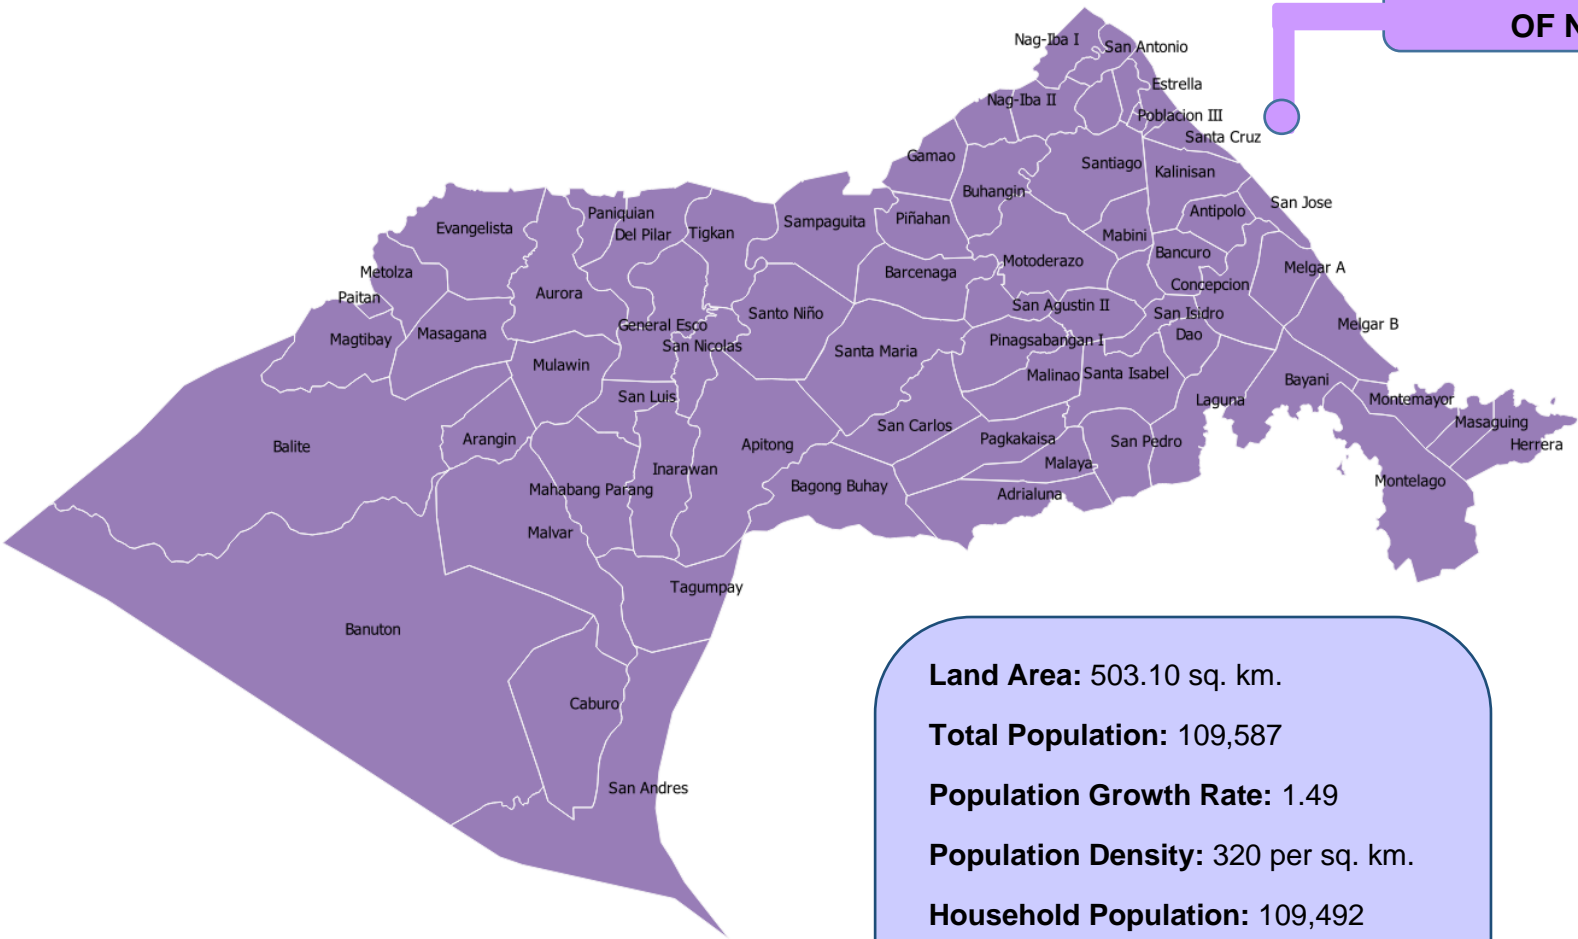 OF N
Nag-Iba I
San Antonio
Estrella
Nag-Iba II
Poblacion III
Santa Cruz
Gamao
Santiago
Kalinisan
Buhangin
San Jose
Paniquian
Antipolo
Evangelista
Del Pilar
Tigkan
Sampaguita
Piñahan
Mabini
Bancuro
Metolza
Barcenaga
Motoderazo
Melgar A
Concepcion
Paitan
Aurora
San Agustin II
Santo Niño
San Isidro
General Esco
Melgar B
Magtibay
Masagana
San Nicolas
Pinagsabangan I
Dao
Santa Maria
Mulawin
Malinao
Santa Isabel
Bayani
San Luis
Laguna
Montemayor
Masaguing
San Carlos
Balite
Arangin
Apitong
Pagkakaisa
San Pedro
Herrera
Inarawan
Malaya
Mahabang Parang
Bagong Buhay
Adrialuna
Montelago
Malvar
Tagumpay
Banuton
Caburo
San Andres
Land Area: 503.10 sq. km.
Total Population: 109,587
Population Growth Rate: 1.49
Population Density: 320 per sq. km.
Household Population: 109,492